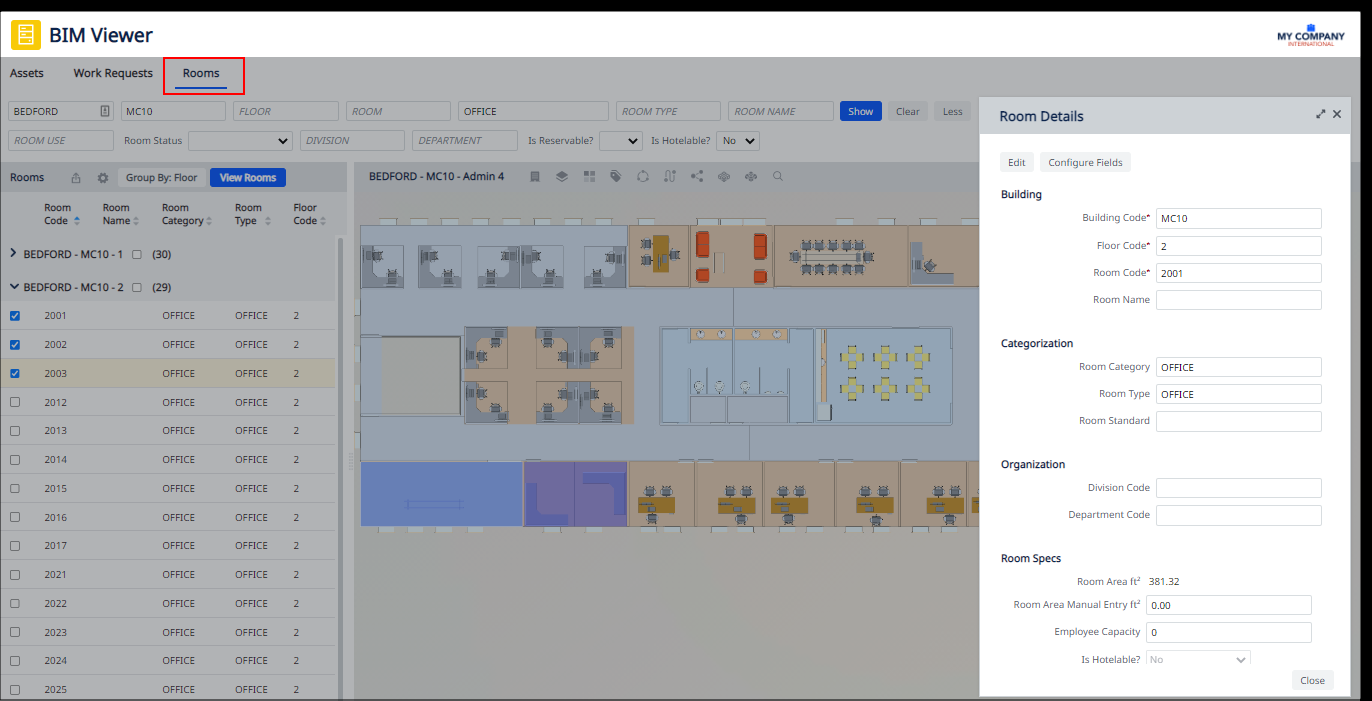 BIM Viewer
MY COMPANY
INTERNATIONAL
Assets Work Requests Rooms
BEDFORD MC10 FLOOR ROOM OFFICE ROOM TYPE ROOM NAME Show Clear Less
ROOM USE Room Status DIVISION DEPARTMENT Is Reservable? Is Hotelable? No
Rooms Group By: Floor View Rooms
Room Code Room Name Room Category Room Type Floor Code
BEDFORD - MC10 - 1 (30)
BEDFORD - MC10 - 2 (29)
2001 OFFICE OFFICE 2
2002 OFFICE OFFICE 2
2003 OFFICE OFFICE 2
2012 OFFICE OFFICE 2
2013 OFFICE OFFICE 2
2014 OFFICE OFFICE 2
2015 OFFICE OFFICE 2
2016 OFFICE OFFICE 2
2017 OFFICE OFFICE 2
2021 OFFICE OFFICE 2
2022 OFFICE OFFICE 2
2023 OFFICE OFFICE 2
2024 OFFICE OFFICE 2
2025 OFFICE OFFICE 2
BEDFORD - MC10 - Admin 4
Room Details
Edit Configure Fields
Building
Building Code* MC10
Floor Code* 2
Room Code* 2001
Room Name
Categorization
Room Category OFFICE
Room Type OFFICE
Room Standard
Organization
Division Code
Department Code
Room Specs
Room Area ft² 381.32
Room Area Manual Entry ft² 0.00
Employee Capacity 0
Is Hotelable? No
Close